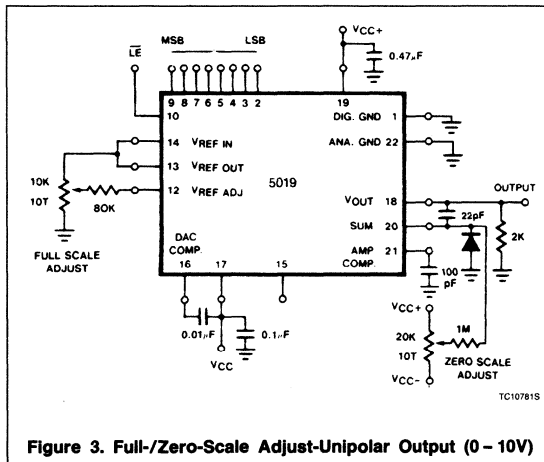 VCC+
0.47µF
LE
MSB
LSB
9 8 7 6 5 4 3 2
19
10
DIG. GND 1
ANA. GND 22
14 VREF IN
13 VREF OUT
12 VREF ADJ
5019
10K
10T
80K
FULL SCALE
ADJUST
VOUT 18
OUTPUT
22pF
SUM 20
2K
AMP
COMP. 21
100
pF
DAC
COMP.
16 17 15
0.01µF
0.1µF
VCC
VCC+
20K
10T
1M
ZERO SCALE
ADJUST
VCC-
TC10781S
Figure 3. Full-/Zero-Scale Adjust-Unipolar Output (0 – 10V)